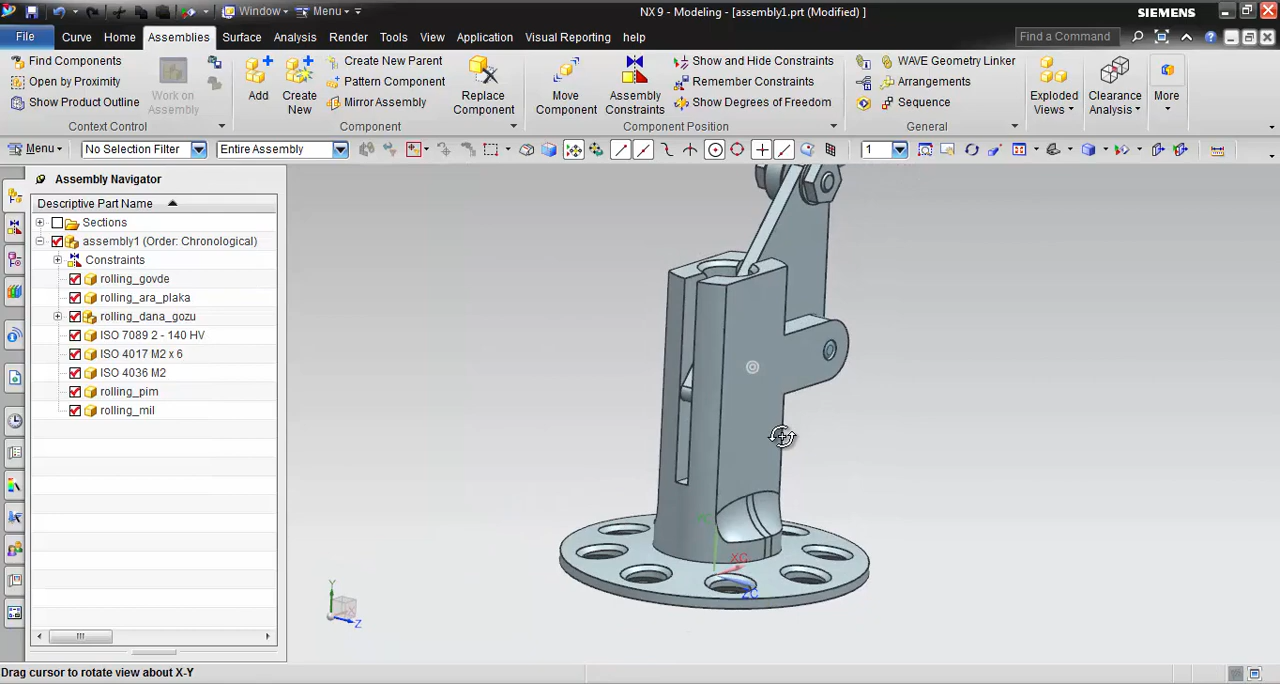 Window Menu NX 9 - Modeling - [assembly1.prt (Modified) ] SIEMENS
File Curve Home Assemblies Surface Analysis Render Tools View Application Visual Reporting help Find a Command
Find Components Create New Parent Show and Hide Constraints WAVE Geometry Linker
Open by Proximity Pattern Component Remember Constraints Arrangements
Show Product Outline Mirror Assembly Show Degrees of Freedom Sequence
Work on Assembly Add Create New Replace Component Move Component Assembly Constraints Exploded Views Clearance Analysis More
Context Control Component Component Position General
Menu No Selection Filter Entire Assembly 1
Assembly Navigator
Descriptive Part Name
Sections
assembly1 (Order: Chronological)
Constraints
rolling_govde
rolling_ara_plaka
rolling_dana_gozu
ISO 7089 2 - 140 HV
ISO 4017 M2 x 6
ISO 4036 M2
rolling_pim
rolling_mil
XC
ZC
Y
Z
Drag cursor to rotate view about X-Y